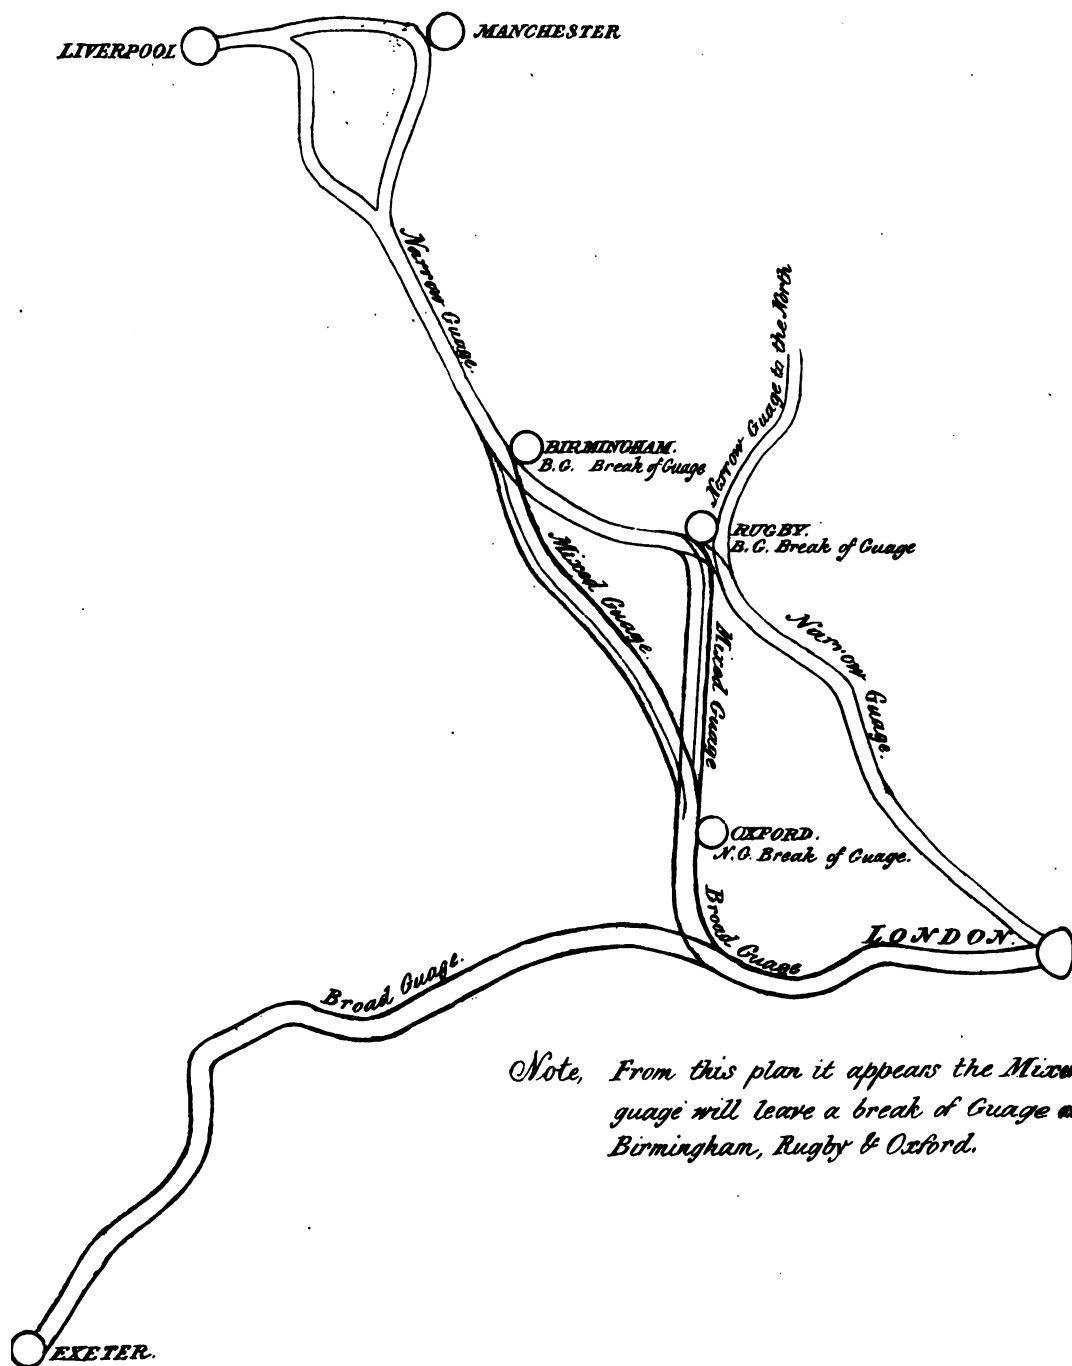 LIVERPOOL
MANCHESTER
Narrow Guage.
Narrow Guage to the North
BIRMINGHAM.
B.G. Break of Guage
RUGBY.
B.G. Break of Guage
Mixed Guage.
Mixed Guage
Narrow Guage.
OXFORD.
N.G. Break of Guage.
Broad Guage
LONDON.
Broad Guage.
Note, From this plan it appears the Mixed
guage will leave a break of Guage
Birmingham, Rugby & Oxford.
EXETER.